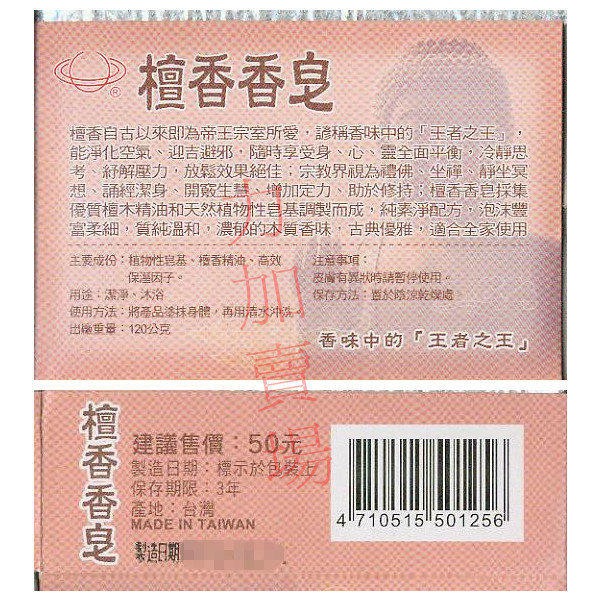 檀香香皂
®
檀香自古以來即為帝王宗室所愛，諺稱香味中的「王者之王」，
能淨化空氣、迎吉避邪，隨時享受身、心、靈全面平衡，冷靜思
考、紓解壓力，放鬆效果絕佳；宗教界視為禮佛、坐禪、靜坐冥
想、誦經潔身、開竅生慧、增加定力、助於修持；檀香香皂採集
優質檀木精油和天然植物性皂基調製而成，純素淨配方，泡沫豐
富柔細，質純溫和，濃郁的木質香味，古典優雅，適合全家使用
主要成份：植物性皂基、檀香精油、高效
保濕因子。
用途：潔淨、沐浴
使用方法：將產品塗抹身體，再用清水沖洗。
出廠重量：120公克
注意事項：
皮膚有異狀時請暫停使用。
保存方法：置於陰涼乾燥處
香味中的「王者之王」
力加賣場
檀香香皂
建議售價：50元
製造日期：標示於包裝上
保存期限：3年
產地：台灣
MADE IN TAIWAN
製造日期
4 710515 501256